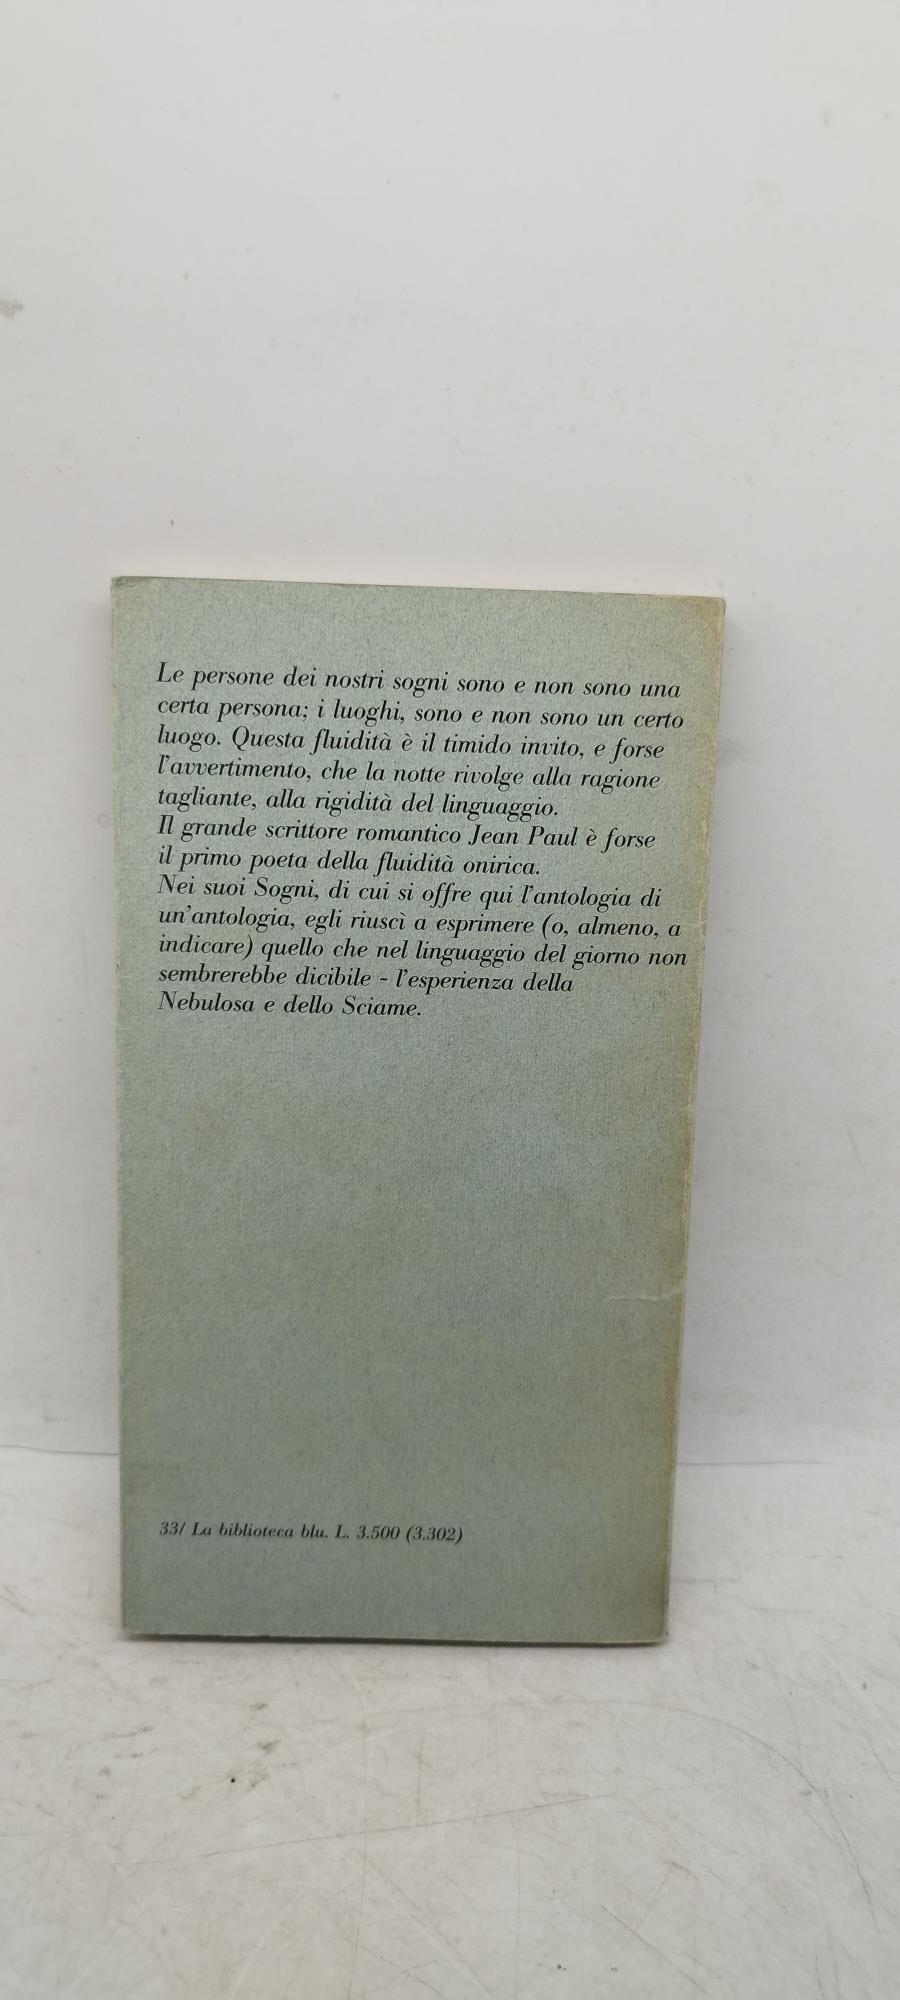 Le persone dei nostri sogni sono e non sono una
certa persona; i luoghi, sono e non sono un certo
luogo. Questa fluidità è il timido invito, e forse
l'avvertimento, che la notte rivolge alla ragione
tagliante, alla rigidità del linguaggio.
Il grande scrittore romantico Jean Paul è forse
il primo poeta della fluidità onirica.
Nei suoi Sogni, di cui si offre qui l'antologia di
un'antologia, egli riuscì a esprimere (o, almeno, a
indicare) quello che nel linguaggio del giorno non
sembrerebbe dicibile - l'esperienza della
Nebulosa e dello Sciame.
33/ La biblioteca blu. L. 3.500 (3.302)